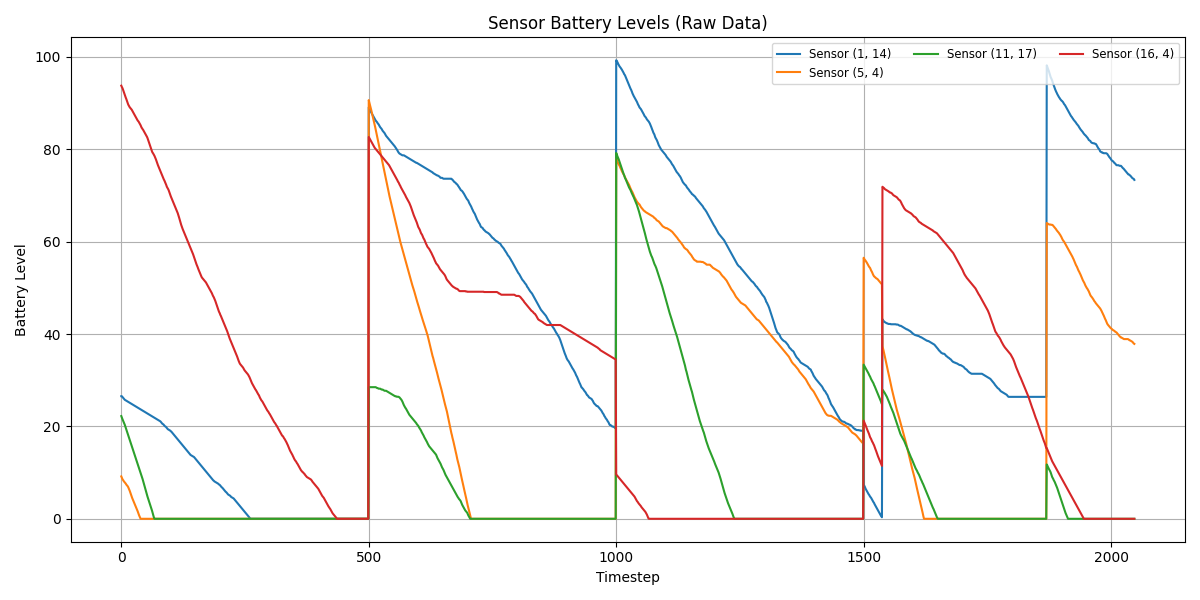 Sensor Battery Levels (Raw Data)
Sensor (1, 14) Sensor (11, 17) Sensor (16, 4)
Sensor (5, 4)
Battery Level
100
80
60
40
20
0
0 500 1000 1500 2000
Timestep